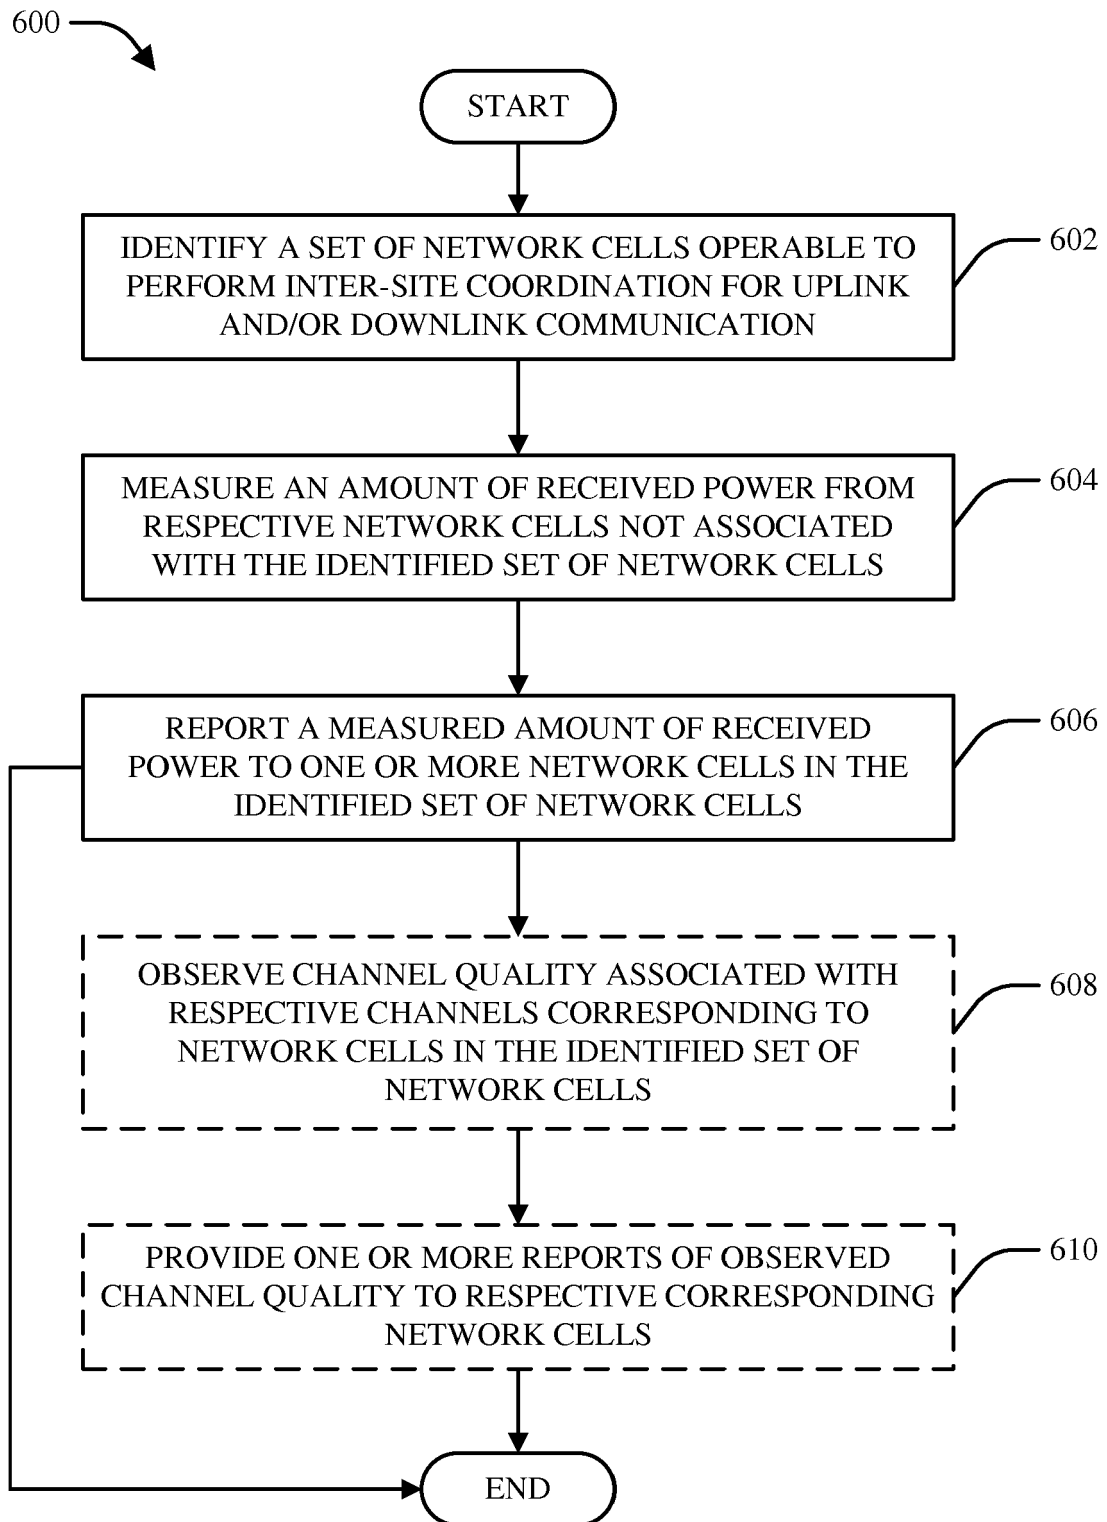 600
START
IDENTIFY A SET OF NETWORK CELLS OPERABLE TO
PERFORM INTER-SITE COORDINATION FOR UPLINK
AND/OR DOWNLINK COMMUNICATION
602
MEASURE AN AMOUNT OF RECEIVED POWER FROM
RESPECTIVE NETWORK CELLS NOT ASSOCIATED
WITH THE IDENTIFIED SET OF NETWORK CELLS
604
REPORT A MEASURED AMOUNT OF RECEIVED
POWER TO ONE OR MORE NETWORK CELLS IN THE
IDENTIFIED SET OF NETWORK CELLS
606
OBSERVE CHANNEL QUALITY ASSOCIATED WITH
RESPECTIVE CHANNELS CORRESPONDING TO
NETWORK CELLS IN THE IDENTIFIED SET OF
NETWORK CELLS
608
PROVIDE ONE OR MORE REPORTS OF OBSERVED
CHANNEL QUALITY TO RESPECTIVE CORRESPONDING
NETWORK CELLS
610
END